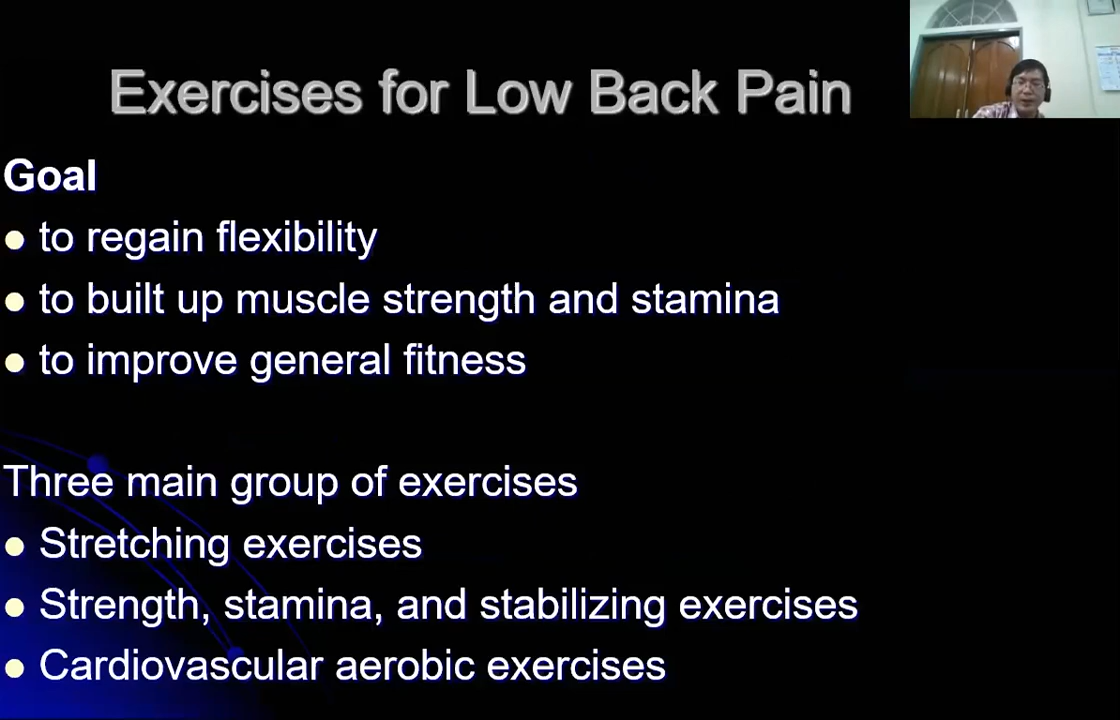 Exercises for Low Back Pain
Goal
to regain flexibility
to built up muscle strength and stamina
to improve general fitness
Three main group of exercises
Stretching exercises
Strength, stamina, and stabilizing exercises
Cardiovascular aerobic exercises